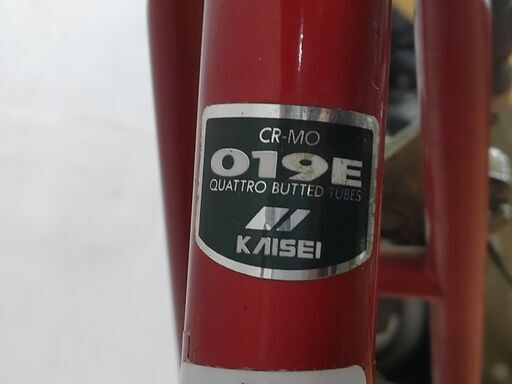 CR-MO
019E
QUATTRO BUTTED TUBES
KAISEI